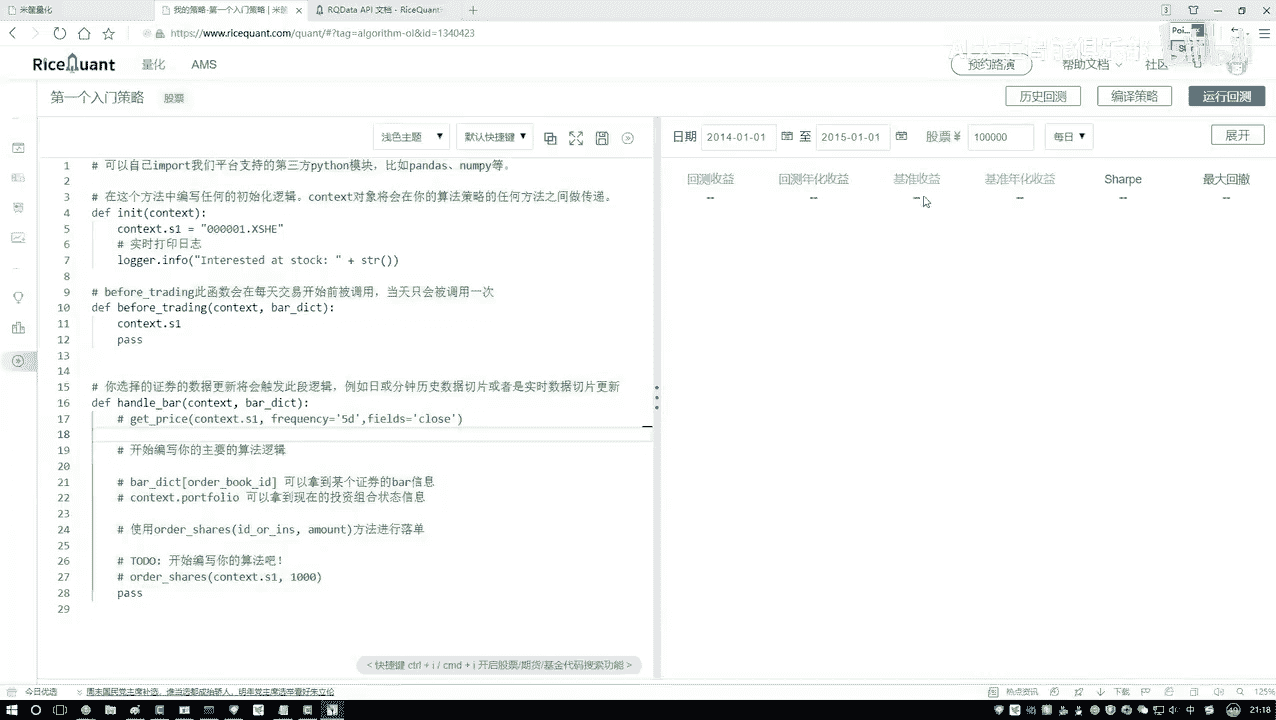 米筐量化
我的策略-第一个入门策略 | 米筐
RQData API 文档 - RiceQuant
https://www.ricequant.com/quant/#?tag=algorithm-ol&id=1340423
RiceQuant
量化
AMS
预约路演
帮助文档
社区
第一个入门策略
股票
历史回测
编译策略
运行回测
浅色主题
默认快捷键
日期
2014-01-01
至
2015-01-01
股票 ¥
100000
每日
展开
回测收益
回测年化收益
基准收益
基准年化收益
Sharpe
最大回撤
--
--
--
--
--
--
1 # 可以自己import我们平台支持的第三方python模块，比如pandas、numpy等。
2
3 # 在这个方法中编写任何的初始化逻辑。context对象将会在你的算法策略的任何方法之间做传递。
4 def init(context):
5 context.s1 = "000001.XSHE"
6 # 实时打印日志
7 logger.info("Interested at stock: " + str())
8
9 # before_trading此函数会在每天交易开始前被调用，当天只会被调用一次
10 def before_trading(context, bar_dict):
11 context.s1
12 pass
13
14
15 # 你选择的证券的数据更新将会触发此段逻辑，例如日或分钟历史数据切片或者是实时数据切片更新
16 def handle_bar(context, bar_dict):
17 # get_price(context.s1, frequency='5d',fields='close')
18
19 # 开始编写你的主要的算法逻辑
20
21 # bar_dict[order_book_id] 可以拿到某个证券的bar信息
22 # context.portfolio 可以拿到现在的投资组合状态信息
23
24 # 使用order_shares(id_or_ins, amount)方法进行落单
25
26 # TODO: 开始编写你的算法吧！
27 # order_shares(context.s1, 1000)
28 pass
29
< 快捷键 ctrl + i / cmd + i 开启股票/期货/基金代码搜索功能 >
今日优选
热点资讯
下载
125%
中
21:18